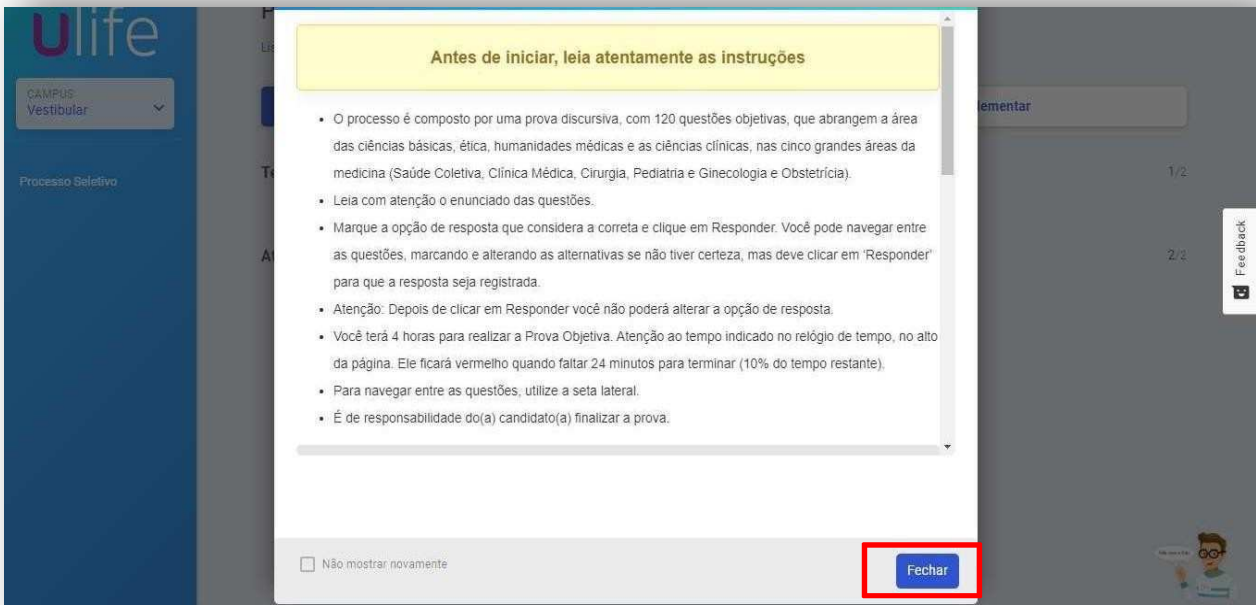 Ulife
CAMPUS
Vestibular
Processo Seletivo
Antes de iniciar, leia atentamente as instruções
• O processo é composto por uma prova discursiva, com 120 questões objetivas, que abrangem a área
das ciências básicas, ética, humanidades médicas e as ciências clínicas, nas cinco grandes áreas da
medicina (Saúde Coletiva, Clínica Médica, Cirurgia, Pediatria e Ginecologia e Obstetrícia).
• Leia com atenção o enunciado das questões.
• Marque a opção de resposta que considera a correta e clique em Responder. Você pode navegar entre
as questões, marcando e alterando as alternativas se não tiver certeza, mas deve clicar em 'Responder'
para que a resposta seja registrada.
• Atenção: Depois de clicar em Responder você não poderá alterar a opção de resposta.
• Você terá 4 horas para realizar a Prova Objetiva. Atenção ao tempo indicado no relógio de tempo, no alto
da página. Ele ficará vermelho quando faltar 24 minutos para terminar (10% do tempo restante).
• Para navegar entre as questões, utilize a seta lateral.
• É de responsabilidade do(a) candidato(a) finalizar a prova.
Não mostrar novamente
Fechar
lementar
1/2
2/2
Feedback